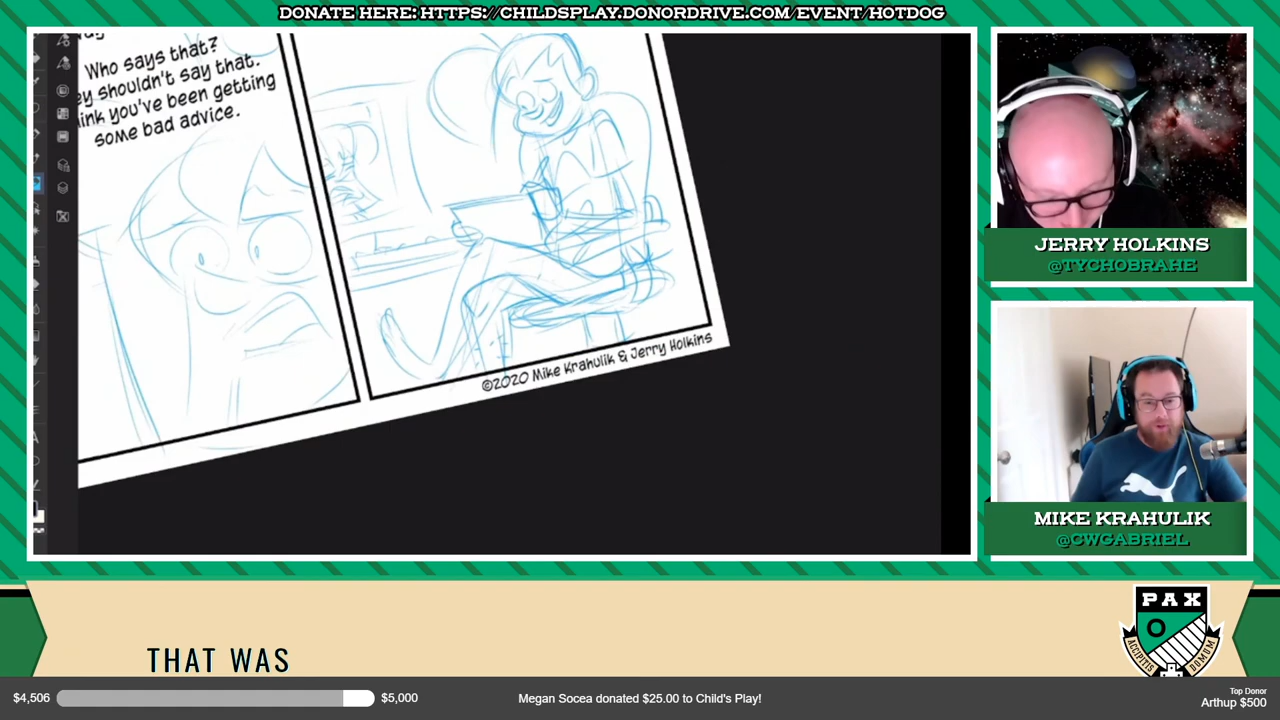 DONATE HERE: HTTPS://CHILDSPLAY.DONORDRIVE.COM/EVENT/HOTDOG
Who says that?
shouldn't say that.
you've been getting
some bad advice.
©2020 Mike Krahulik & Jerry Holkins
JERRY HOLKINS
@TYCHOBRAHE
MIKE KRAHULIK
@CWGABRIEL
THAT WAS
PAX
ACCIPITIS DOMUM
$4,506
$5,000
Megan Socea donated $25.00 to Child's Play!
Top Donor
Arthup $500